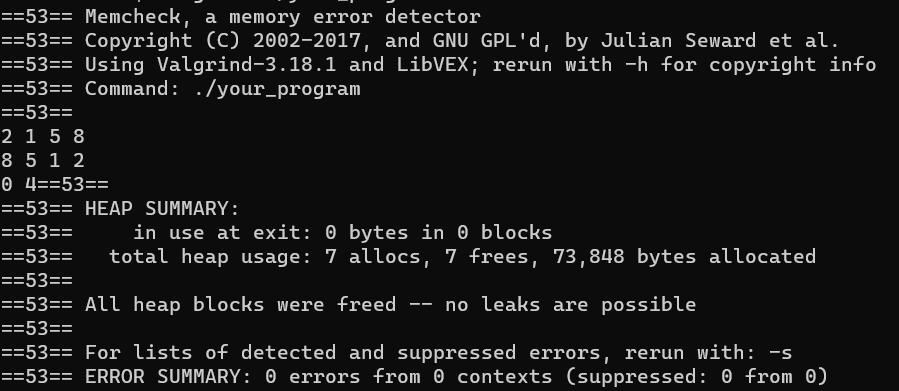 ==53== Memcheck, a memory error detector
==53== Copyright (C) 2002-2017, and GNU GPL'd, by Julian Seward et al.
==53== Using Valgrind-3.18.1 and LibVEX; rerun with -h for copyright info
==53== Command: ./your_program
==53==
2 1 5 8
8 5 1 2
0 4==53==
==53== HEAP SUMMARY:
==53==     in use at exit: 0 bytes in 0 blocks
==53==   total heap usage: 7 allocs, 7 frees, 73,848 bytes allocated
==53==
==53== All heap blocks were freed -- no leaks are possible
==53==
==53== For lists of detected and suppressed errors, rerun with: -s
==53== ERROR SUMMARY: 0 errors from 0 contexts (suppressed: 0 from 0)